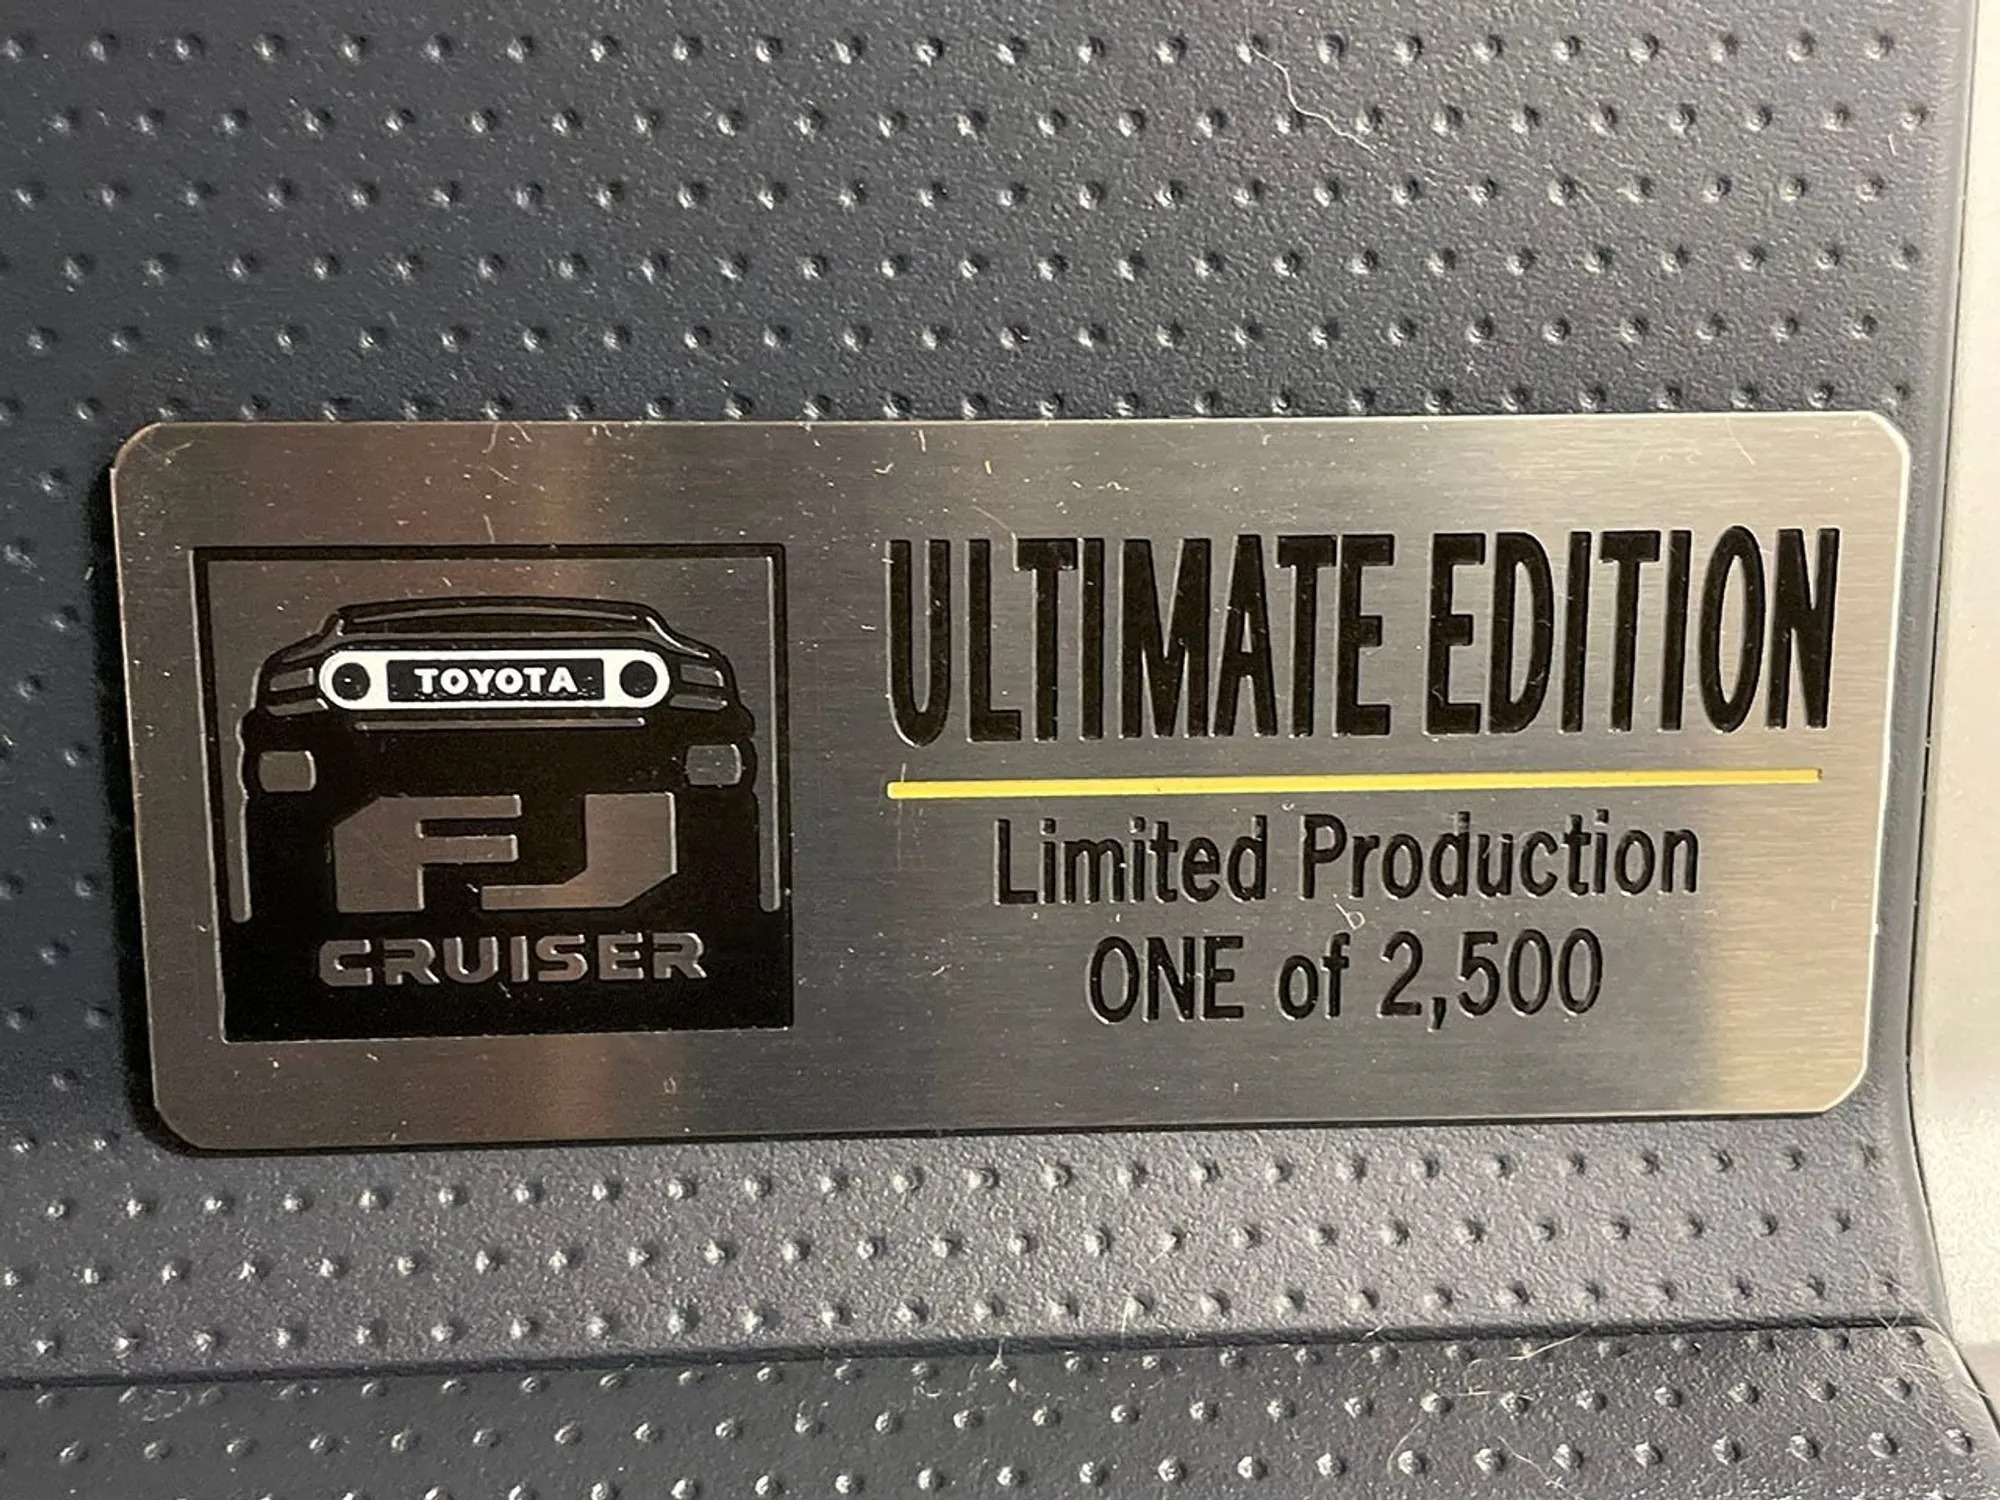 TOYOTA
FJ
CRUISER
ULTIMATE EDITION
Limited Production
ONE of 2,500